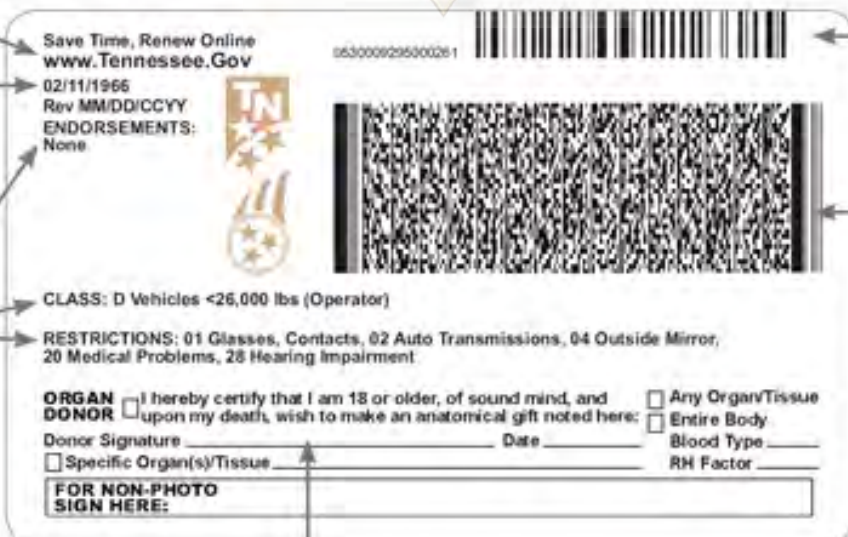 Save Time, Renew Online
www.Tennessee.Gov
02/11/1966
Rev MM/DD/CCYY
ENDORSEMENTS:
None
TN
0530009295000261
CLASS: D Vehicles <26,000 lbs (Operator)
RESTRICTIONS: 01 Glasses, Contacts, 02 Auto Transmissions, 04 Outside Mirror,
20 Medical Problems, 28 Hearing Impairment
ORGAN DONOR
I hereby certify that I am 18 or older, of sound mind, and
upon my death, wish to make an anatomical gift noted here:
Any Organ/Tissue
Entire Body
Donor Signature Date Blood Type
Specific Organ(s)/Tissue RH Factor
FOR NON-PHOTO
SIGN HERE: